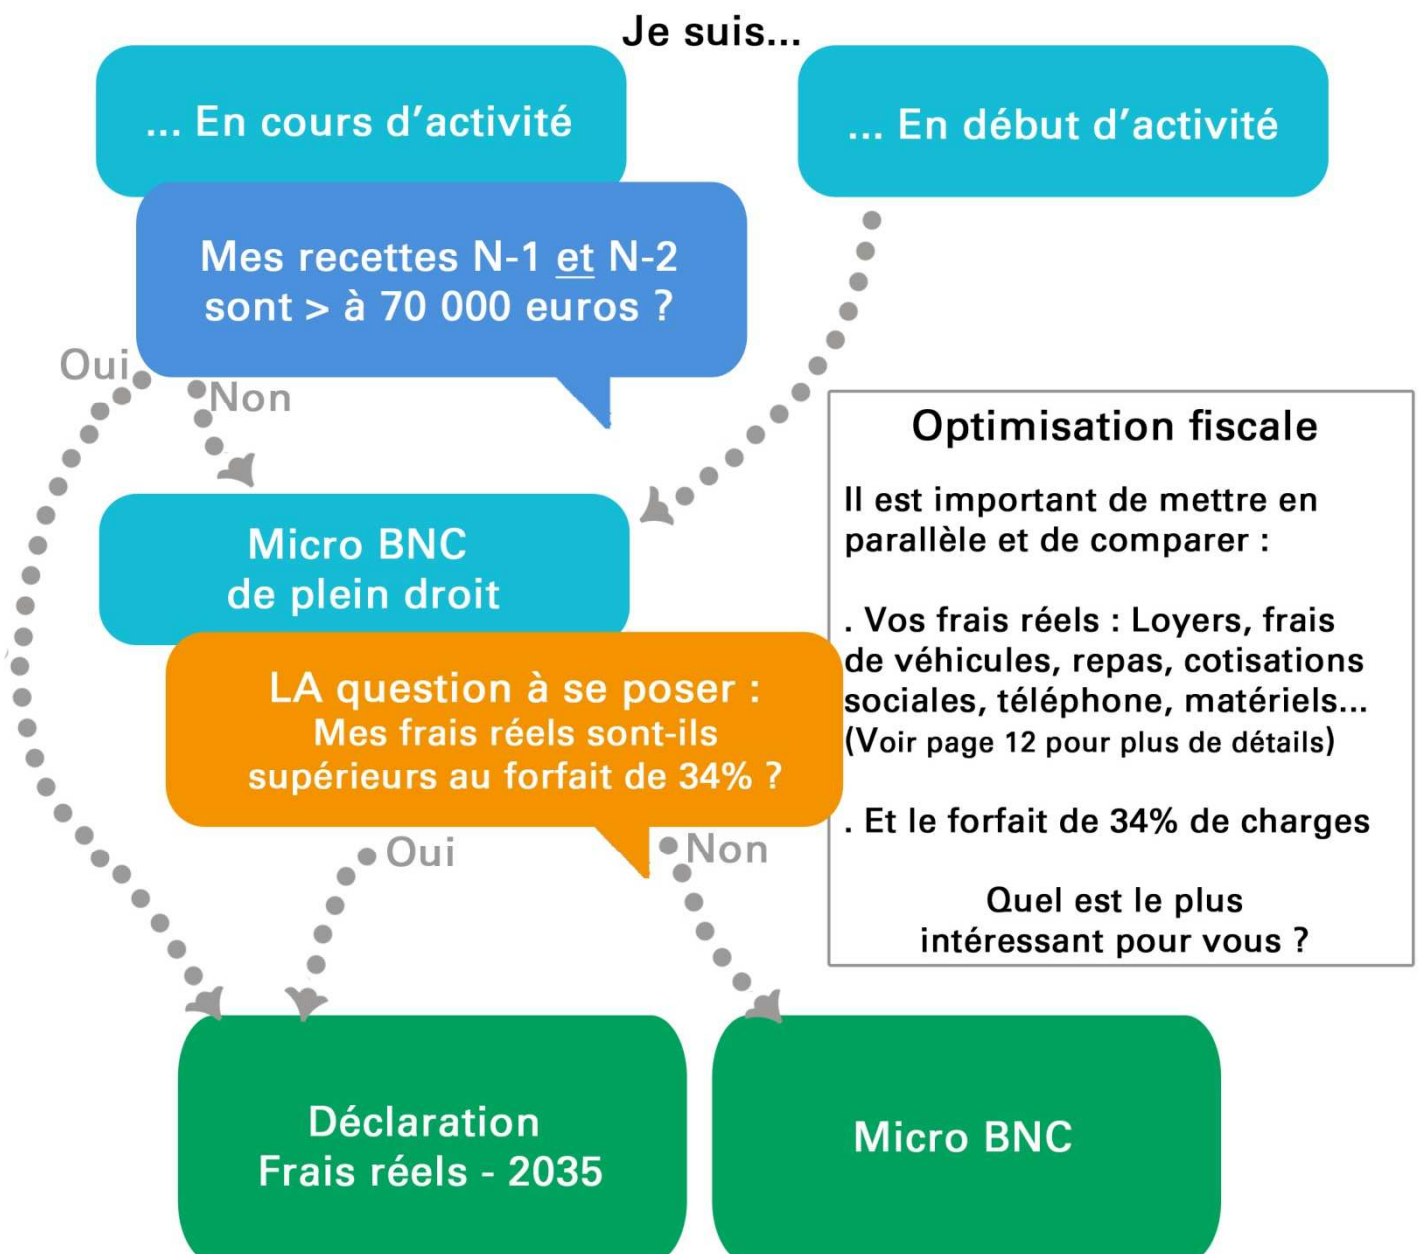 Je suis...
... En cours d'activité
... En début d'activité
Mes recettes N-1 et N-2
sont > à 70 000 euros ?
Oui
Non
Micro BNC
de plein droit
LA question à se poser :
Mes frais réels sont-ils
supérieurs au forfait de 34% ?
Oui
Non
Optimisation fiscale
Il est important de mettre en
parallèle et de comparer :
. Vos frais réels : Loyers, frais
de véhicules, repas, cotisations
sociales, téléphone, matériels...
(Voir page 12 pour plus de détails)
. Et le forfait de 34% de charges
Quel est le plus
intéressant pour vous ?
Déclaration
Frais réels - 2035
Micro BNC